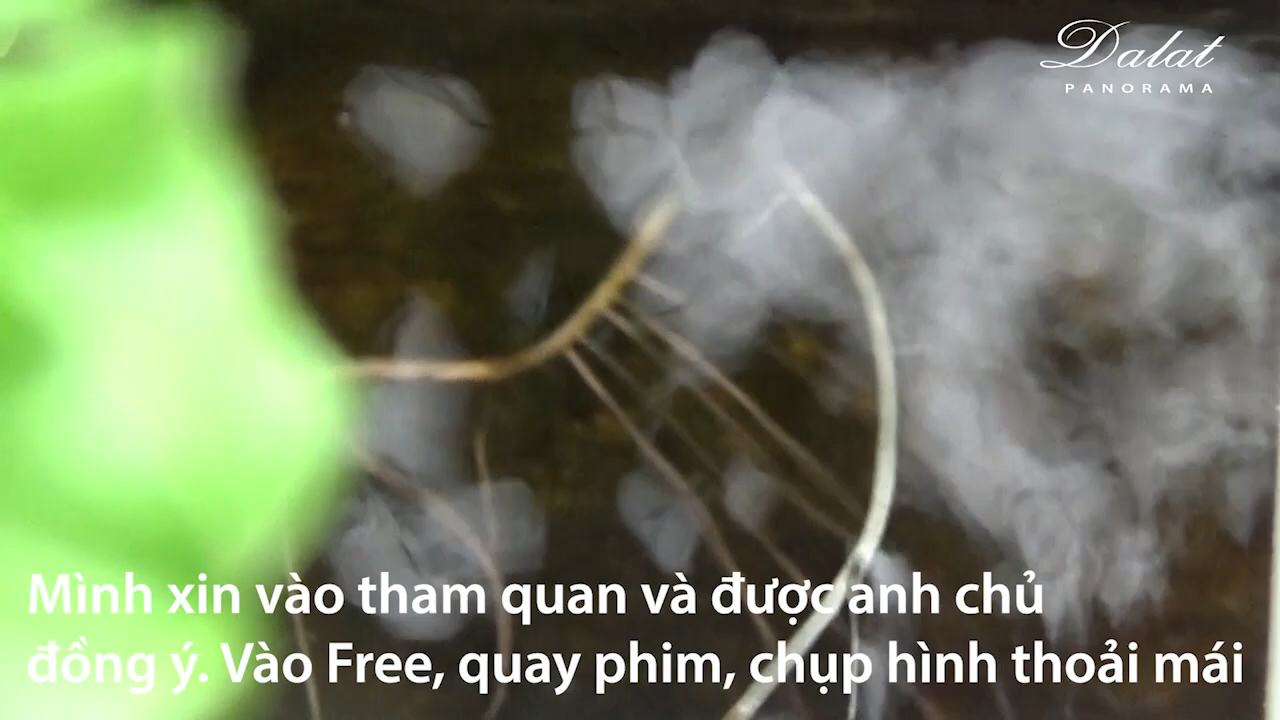 Dalat
PANORAMA
Mình xin vào tham quan và được anh chủ
đồng ý. Vào Free, quay phim, chụp hình thoải mái